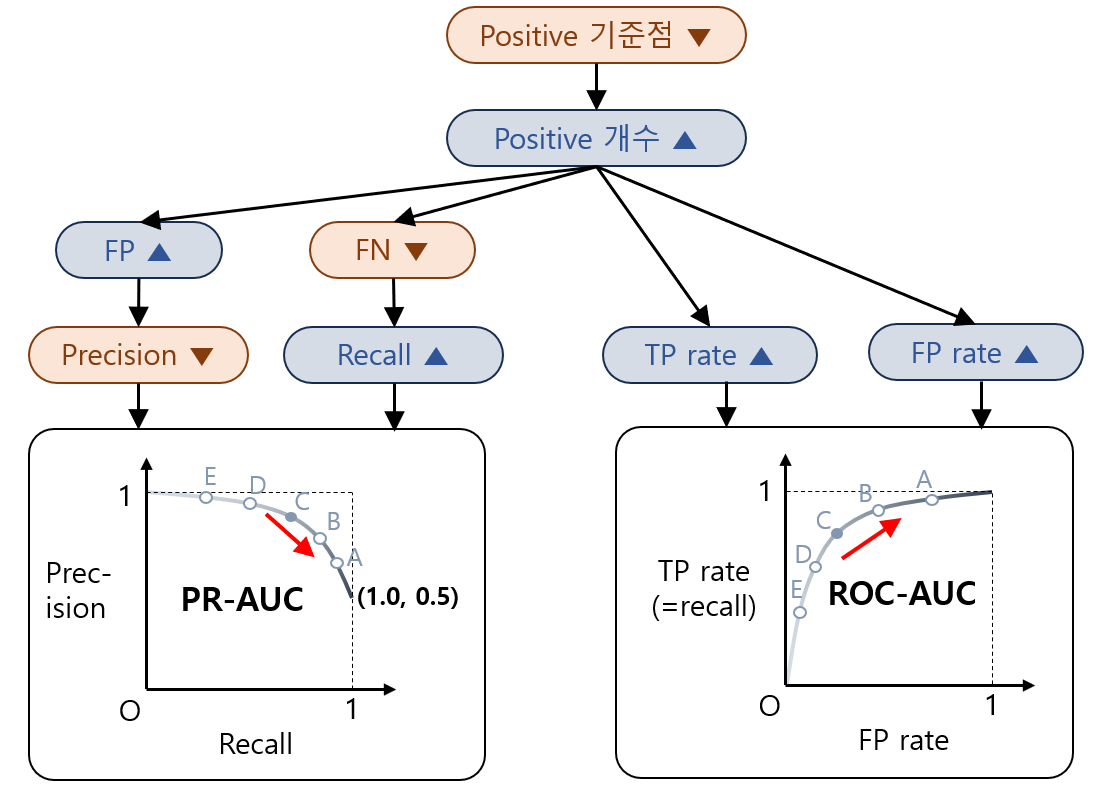 Positive 기준점 ▼
Positive 개수 ▲
FP ▲
FN ▼
Precision ▼
Recall ▲
TP rate ▲
FP rate ▲
1
E
D
C
B
A
Prec-
ision
PR-AUC
(1.0, 0.5)
O
1
Recall
1
A
B
C
D
E
TP rate
(=recall)
ROC-AUC
O
1
FP rate